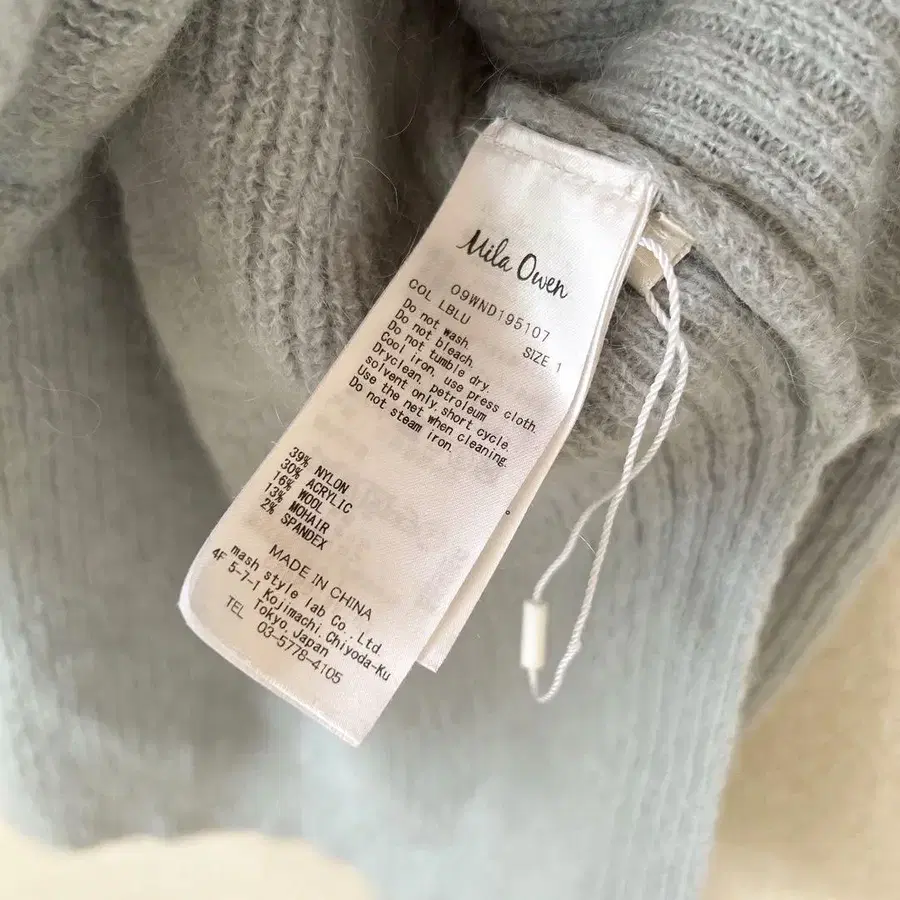 Mila Owen
09WND195107
COL LBLU SIZE 1
Do not wash.
Do not bleach.
Do not tumble dry.
Cool iron, use press cloth.
Dryclean, petroleum
solvent only, short cycle.
Use the net when cleaning.
Do not steam iron.
39% NYLON
30% ACRYLIC
16% WOOL
13% MOHAIR
2% SPANDEX
MADE IN CHINA
mash style lab Co., Ltd.
4F 5-7-1 Kojimachi, Chiyoda-Ku
Tokyo, Japan
TEL 03-5778-4105